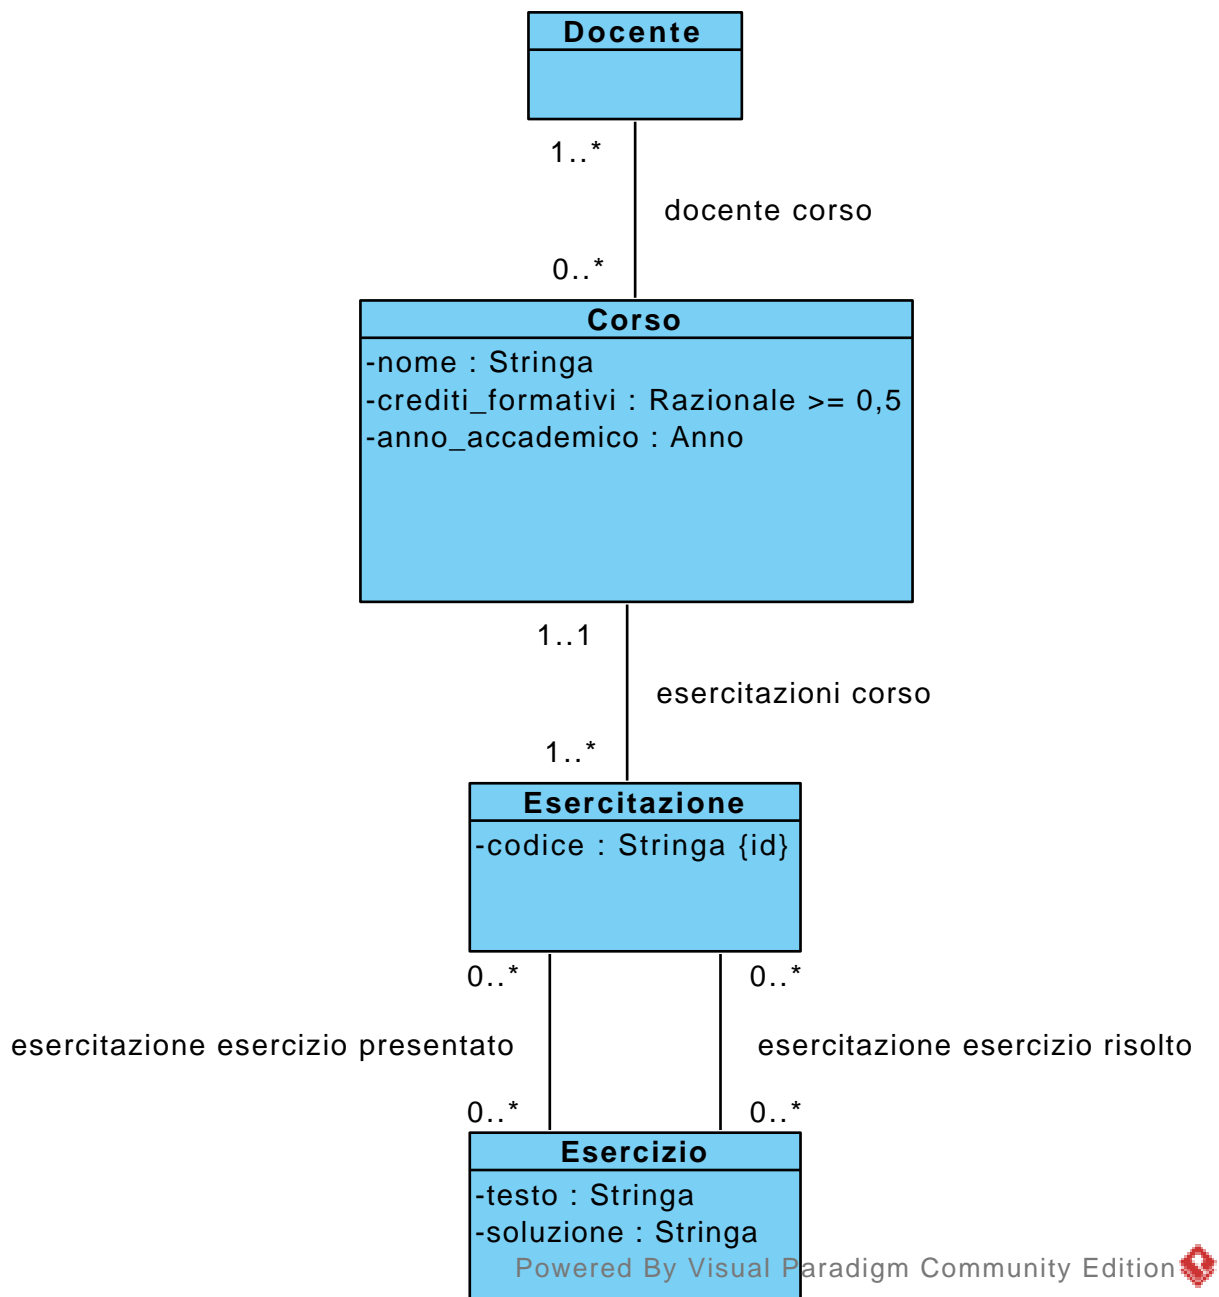 Docente
1..*
docente corso
0..*
Corso
-nome : Stringa
-crediti_formativi : Razionale >= 0,5
-anno_accademico : Anno
1..1
esercitazioni corso
1..*
Esercitazione
-codice : Stringa {id}
0..* 0..*
esercitazione esercizio presentato esercitazione esercizio risolto
0..* 0..*
Esercizio
-testo : Stringa
-soluzione : Stringa
Powered By Visual Paradigm Community Edition